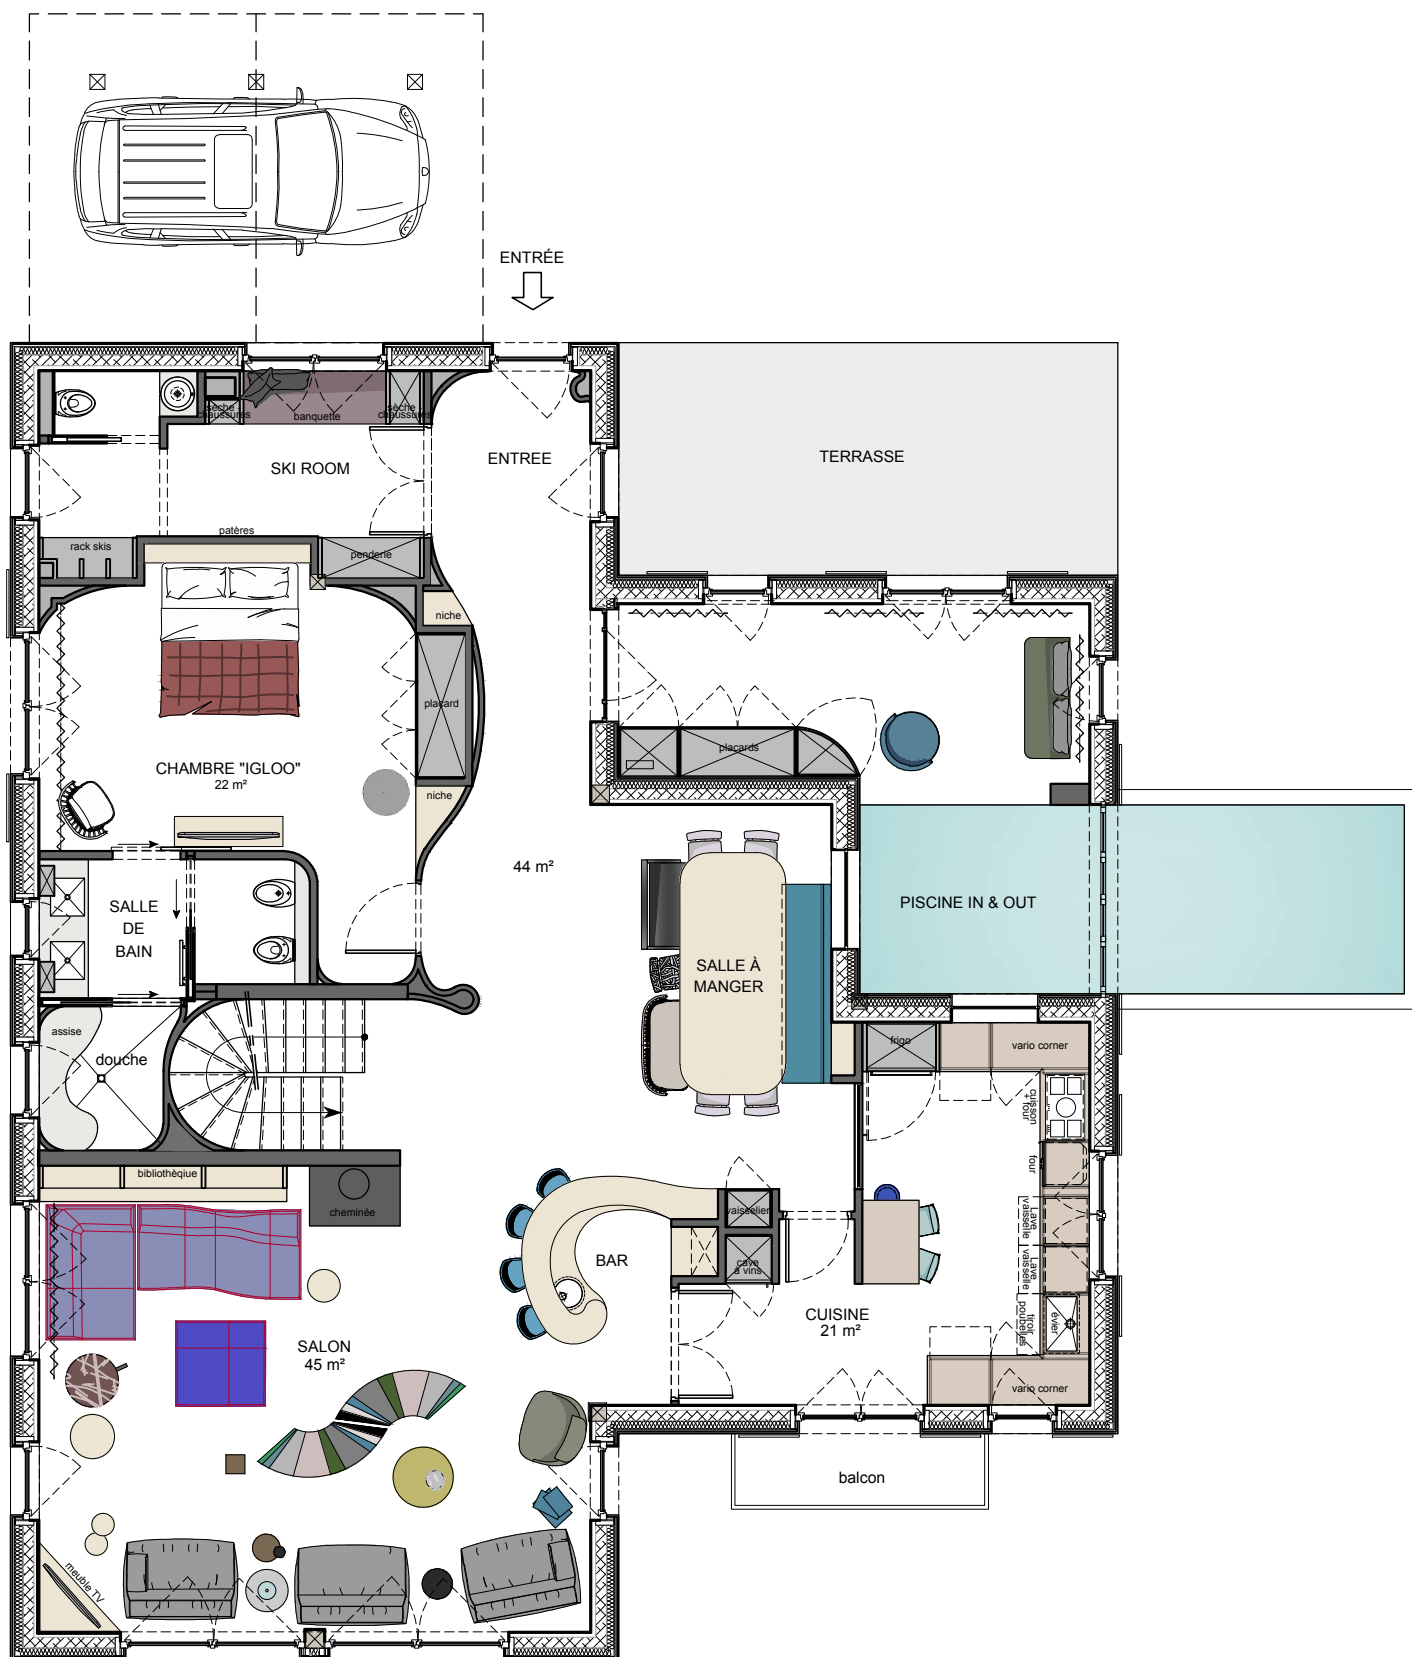 ENTRÉE
sèche
chaussures
banquette
sèche
chaussures
SKI ROOM
ENTREE
TERRASSE
patères
rack skis
penderie
niche
placard
placards
CHAMBRE "IGLOO"
22 m²
niche
44 m²
SALLE
DE
BAIN
PISCINE IN & OUT
SALLE À
MANGER
assise
douche
frigo
vario corner
cuisson
+ four
four
bibliothèqiue
cheminée
vaisselier
Lave
vaisselle
Lave
vaisselle
BAR
cave
à vins
CUISINE
21 m²
tiroir
poubelles
évier
SALON
45 m²
vario corner
balcon
meuble TV